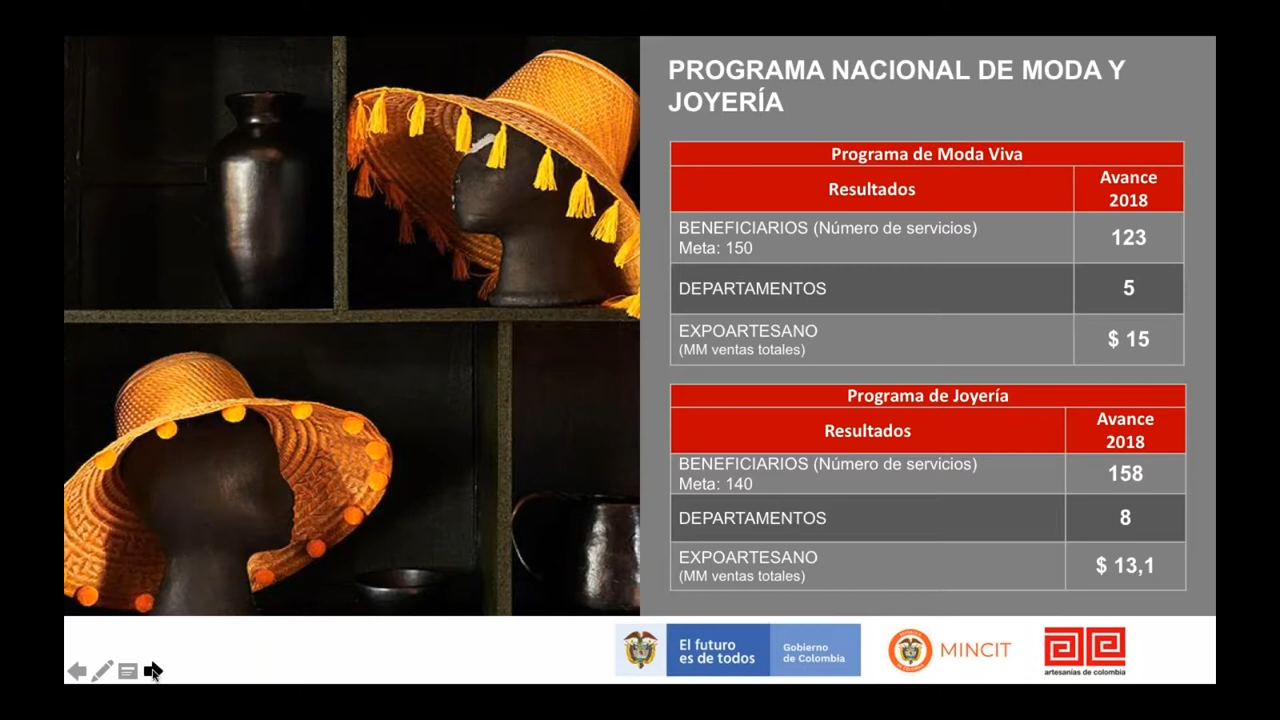 PROGRAMA NACIONAL DE MODA Y
JOYERÍA
Programa de Moda Viva
Resultados
Avance
2018
BENEFICIARIOS (Número de servicios)
Meta: 150
123
DEPARTAMENTOS
5
EXPOARTESANO
(MM ventas totales)
$ 15
Programa de Joyería
Resultados
Avance
2018
BENEFICIARIOS (Número de servicios)
Meta: 140
158
DEPARTAMENTOS
8
EXPOARTESANO
(MM ventas totales)
$ 13,1
El futuro
es de todos
Gobierno
de Colombia
MINCIT
artesanías de colombia